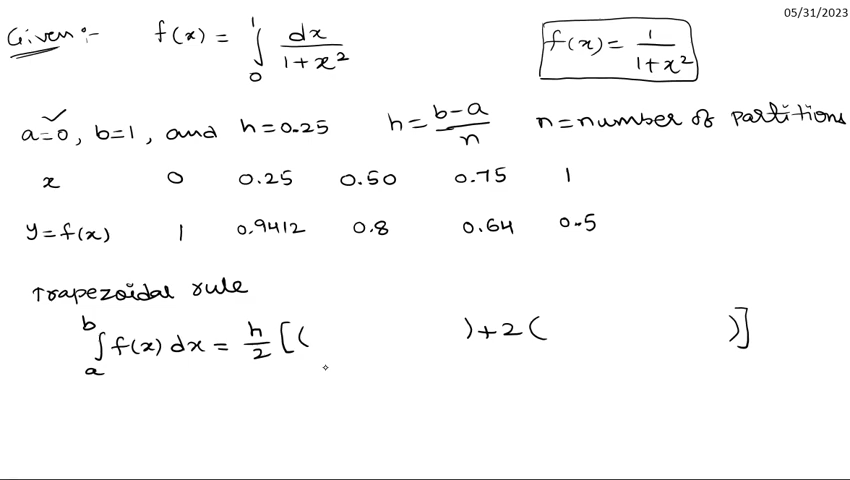 05/31/2023
Given :- f(x) = ∫₀¹ dx/(1+x²) f(x) = 1/(1+x²)
a=0, b=1, and h=0.25 h = (b-a)/n n = number of partitions
x 0 0.25 0.50 0.75 1
y = f(x) 1 0.9412 0.8 0.64 0.5
Trapezoidal rule
∫ₐᵇ f(x) dx = h/2 [( ) + 2 ( )]